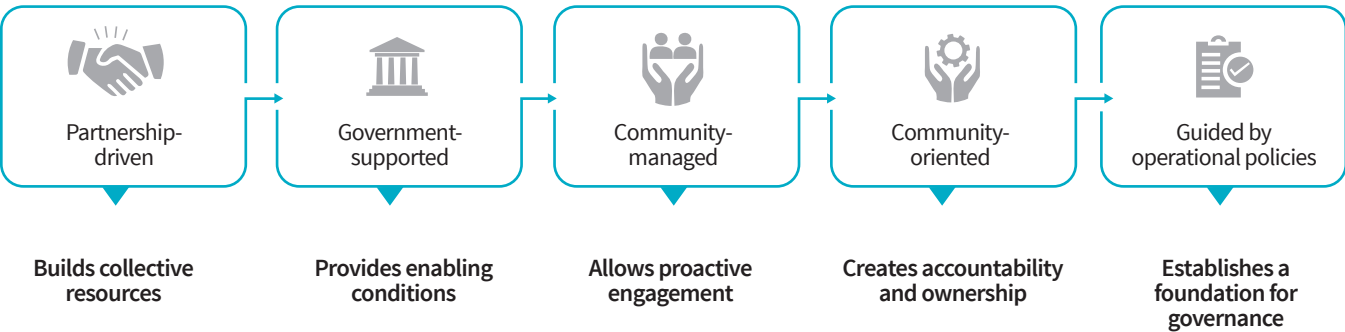 Partnership-
driven
Government-
supported
Community-
managed
Community-
oriented
Guided by
operational policies
Builds collective
resources
Provides enabling
conditions
Allows proactive
engagement
Creates accountability
and ownership
Establishes a
foundation for
governance